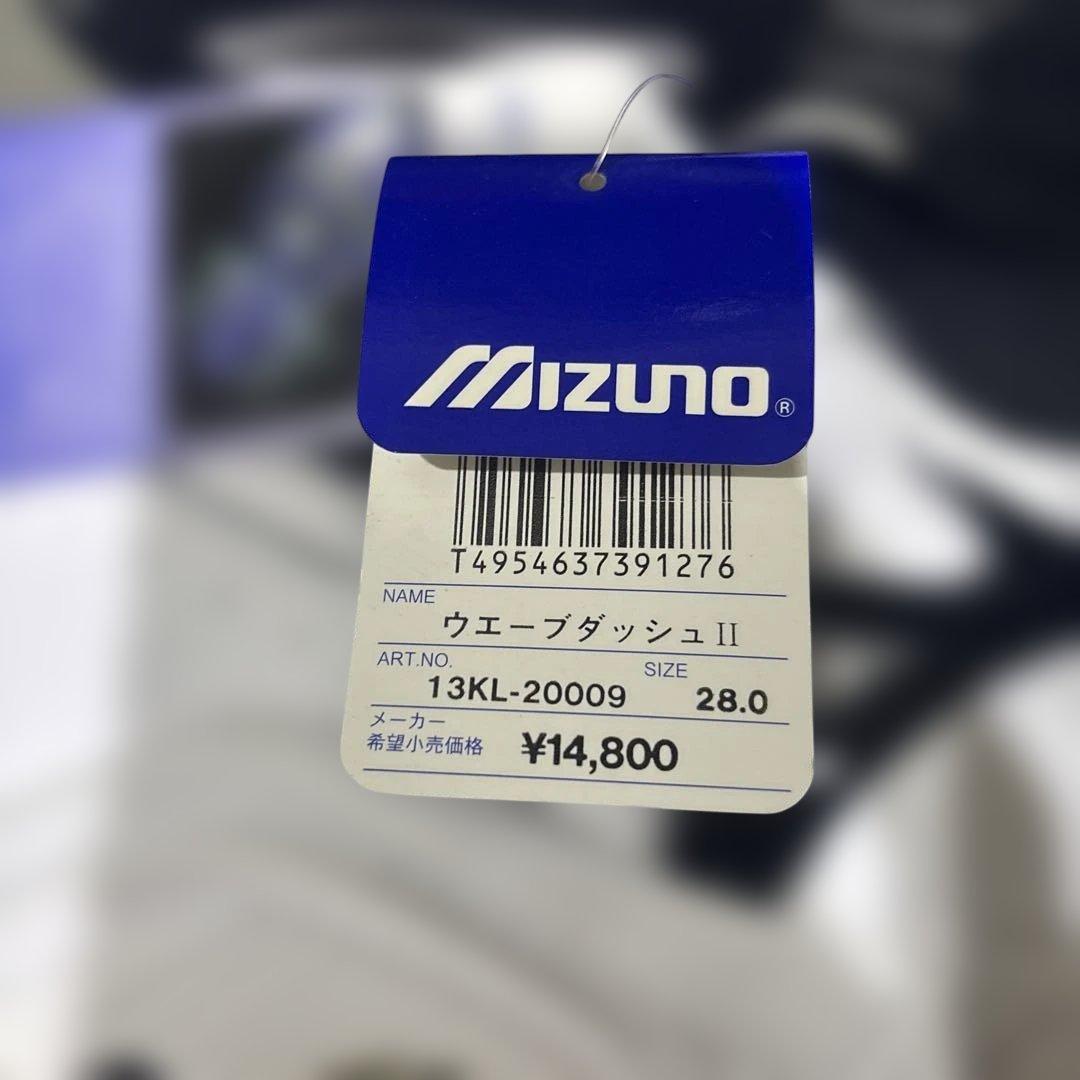 MIZUNO®
T4954637391276
NAME
ウエーブダッシュII
ART.NO. SIZE
13KL-20009 28.0
メーカー
希望小売価格 ¥14,800